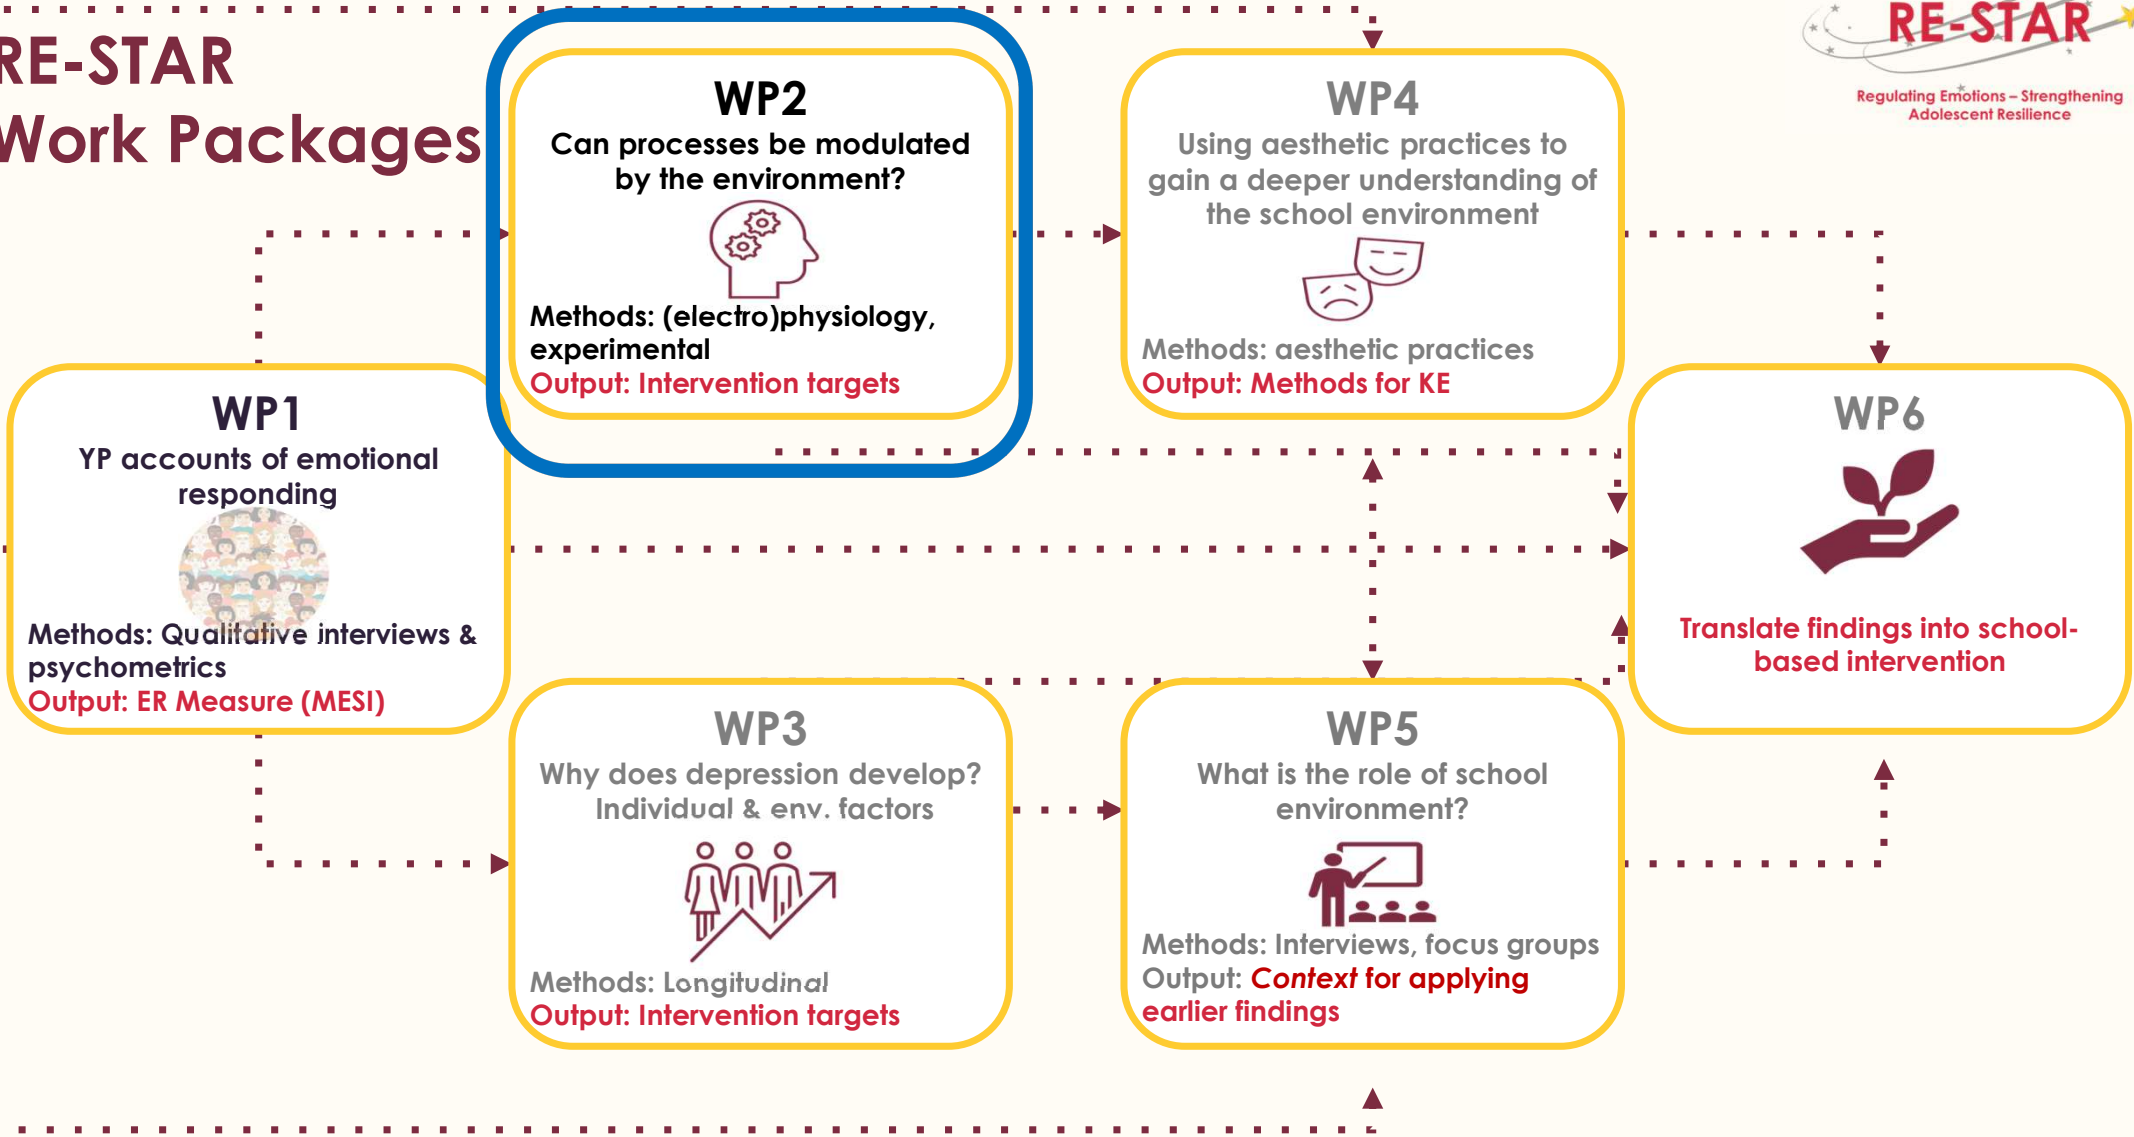 RE-STAR
Work Packages
RE-STAR
Regulating Emotions – Strengthening
Adolescent Resilience
WP1
YP accounts of emotional
responding
Methods: Qualitative interviews &
psychometrics
Output: ER Measure (MESI)
WP2
Can processes be modulated
by the environment?
Methods: (electro)physiology,
experimental
Output: Intervention targets
WP3
Why does depression develop?
Individual & env. factors
Methods: Longitudinal
Output: Intervention targets
WP4
Using aesthetic practices to
gain a deeper understanding of
the school environment
Methods: aesthetic practices
Output: Methods for KE
WP5
What is the role of school
environment?
Methods: Interviews, focus groups
Output: Context for applying
earlier findings
WP6
Translate findings into school-
based intervention